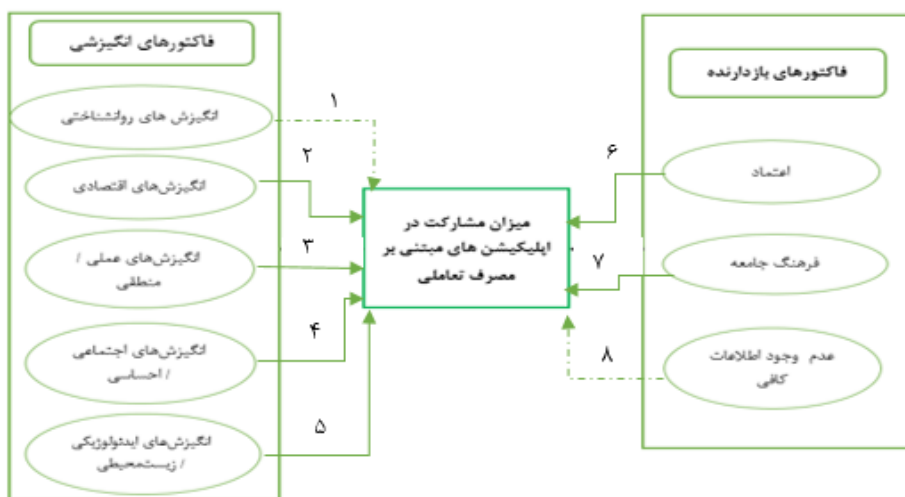 فاکتورهای انگیزشی
انگیزش های روانشناختی
انگیزش‌های اقتصادی
انگیزش‌های عملی /
منطقی
انگیزش‌های اجتماعی
/ احساسی
انگیزش‌های ایدئولوژیکی
/ زیست‌محیطی
۱
۲
۳
۴
۵
میزان مشارکت در
اپلیکیشن های مبتنی بر
مصرف تعاملی
۶
۷
۸
فاکتورهای بازدارنده
اعتماد
فرهنگ جامعه
عدم وجود اطلاعات
کافی